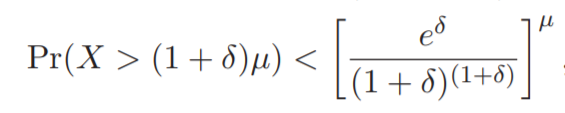 Pr(X > (1 + δ)μ) < [ e^δ / (1 + δ)^(1+δ) ]^μ